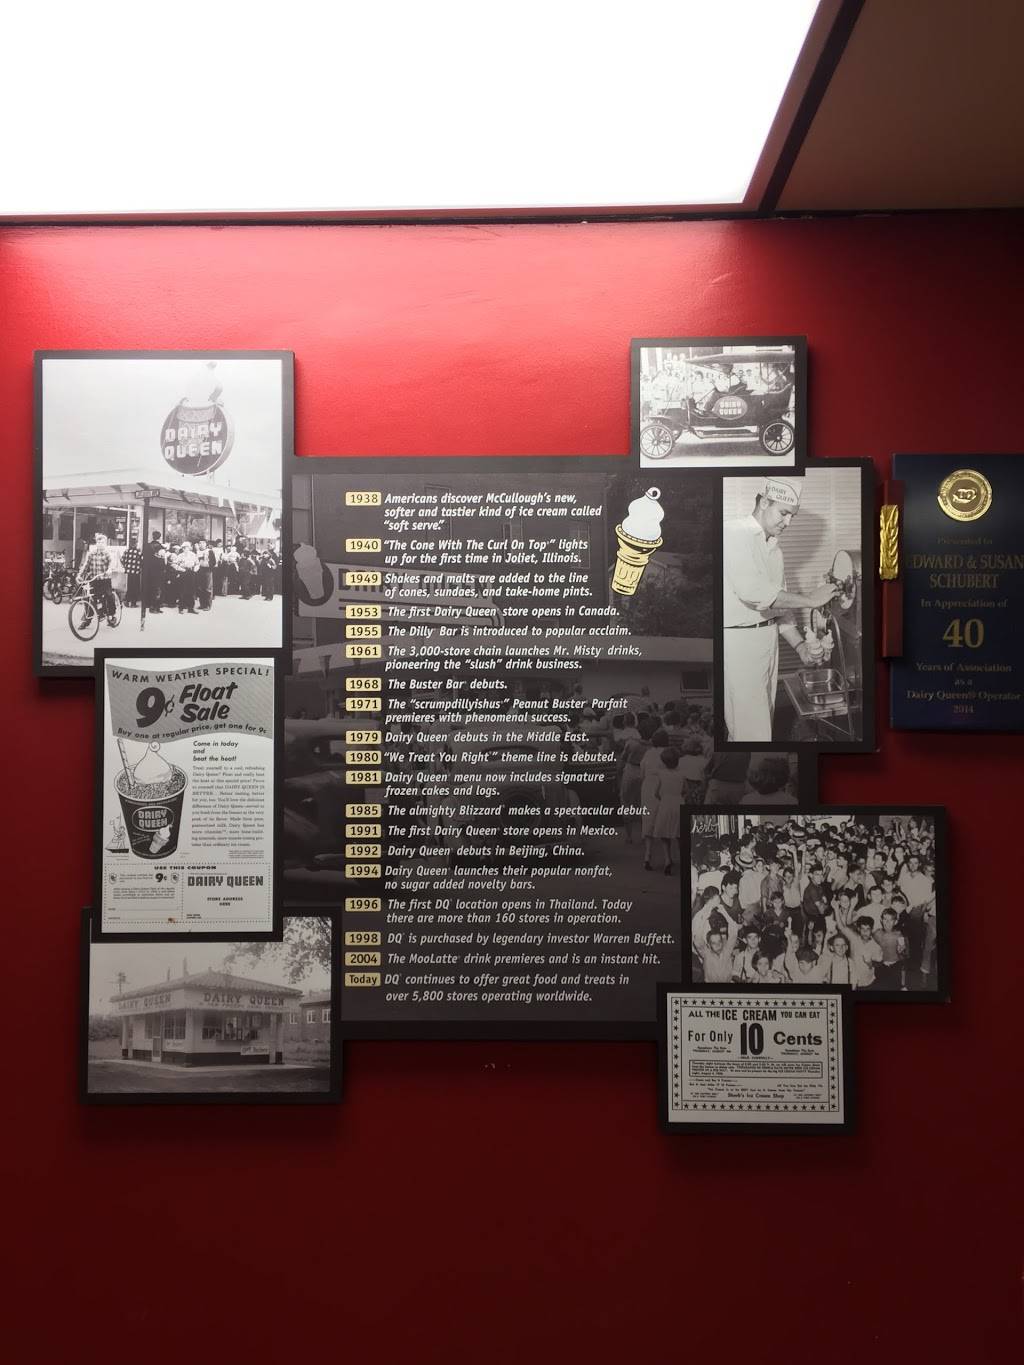 DAIRY
QUEEN
DAIRY
QUEEN
1938 Americans discover McCullough's new,
softer and tastier kind of ice cream called
"soft serve."
1940 "The Cone With The Curl On Top" lights
up for the first time in Joliet, Illinois.
1949 Shakes and malts are added to the line
of cones, sundaes, and take-home pints.
1953 The first Dairy Queen store opens in Canada.
1955 The Dilly Bar is introduced to popular acclaim.
1961 The 3,000-store chain launches Mr. Misty drinks,
pioneering the "slush" drink business.
1968 The Buster Bar debuts.
1971 The "scrumpdillyishus" Peanut Buster Parfait
premieres with phenomenal success.
1979 Dairy Queen debuts in the Middle East.
1980 "We Treat You Right" theme line is debuted.
1981 Dairy Queen menu now includes signature
frozen cakes and logs.
1985 The almighty Blizzard makes a spectacular debut.
1991 The first Dairy Queen store opens in Mexico.
1992 Dairy Queen debuts in Beijing, China.
1994 Dairy Queen launches their popular nonfat,
no sugar added novelty bars.
1996 The first DQ location opens in Thailand. Today
there are more than 160 stores in operation.
1998 DQ is purchased by legendary investor Warren Buffett.
2004 The MooLatte drink premieres and is an instant hit.
Today DQ continues to offer great food and treats in
over 5,800 stores operating worldwide.
DAIRY
QUEEN
Presented to
EDWARD & SUSAN
SCHUBERT
In Appreciation of
40
Years of Association
as a
Dairy Queen® Operator
2014
WARM WEATHER SPECIAL!
9¢ Float
Sale
Buy one at regular price, get one for 9¢
Come in today
and
beat the heat!
DAIRY
QUEEN
USE THIS COUPON
9¢
DAIRY QUEEN
STORE ADDRESS
HERE
DAIRY QUEEN DAIRY QUEEN
ALL THE ICE CREAM YOU CAN EAT
For Only 10 Cents
Sherb's Ice Cream Shop